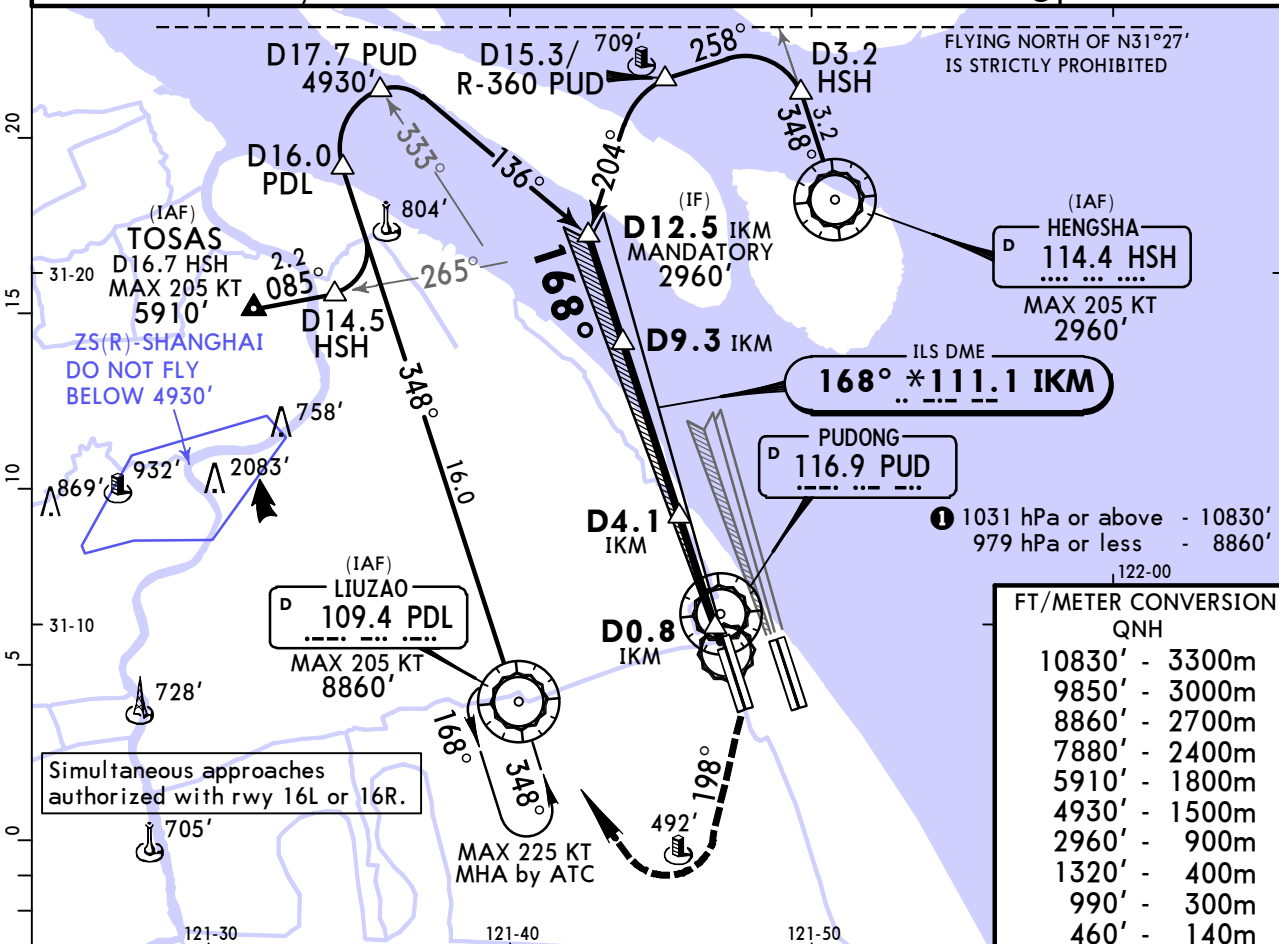 D17.7 PUD
4930'
D15.3/
R-360 PUD
709'
258°
D3.2
HSH
FLYING NORTH OF N31°27'
IS STRICTLY PROHIBITED
20
333°
136°
204°
348°
3.2
D16.0
PDL
(IAF)
TOSAS
D16.7 HSH
MAX 205 KT
5910'
804'
2.2
085°
265°
D14.5
HSH
31-20
15
168°
(IF)
D12.5 IKM
MANDATORY
2960'
(IAF)
HENGSHA
D 114.4 HSH
MAX 205 KT
2960'
D9.3 IKM
ILS DME
168° *111.1 IKM
ZS(R)-SHANGHAI
DO NOT FLY
BELOW 4930'
348°
758'
932'
2083'
869'
10
16.0
PUDONG
D 116.9 PUD
D4.1
IKM
1 1031 hPa or above - 10830'
979 hPa or less - 8860'
122-00
(IAF)
LIUZAO
D 109.4 PDL
MAX 205 KT
8860'
31-10
D0.8
IKM
5
728'
168°
348°
198°
Simultaneous approaches
authorized with rwy 16L or 16R.
0
705'
492'
MAX 225 KT
MHA by ATC
121-30
121-40
121-50
FT/METER CONVERSION
QNH
10830' - 3300m
9850' - 3000m
8860' - 2700m
7880' - 2400m
5910' - 1800m
4930' - 1500m
2960' - 900m
1320' - 400m
990' - 300m
460' - 140m